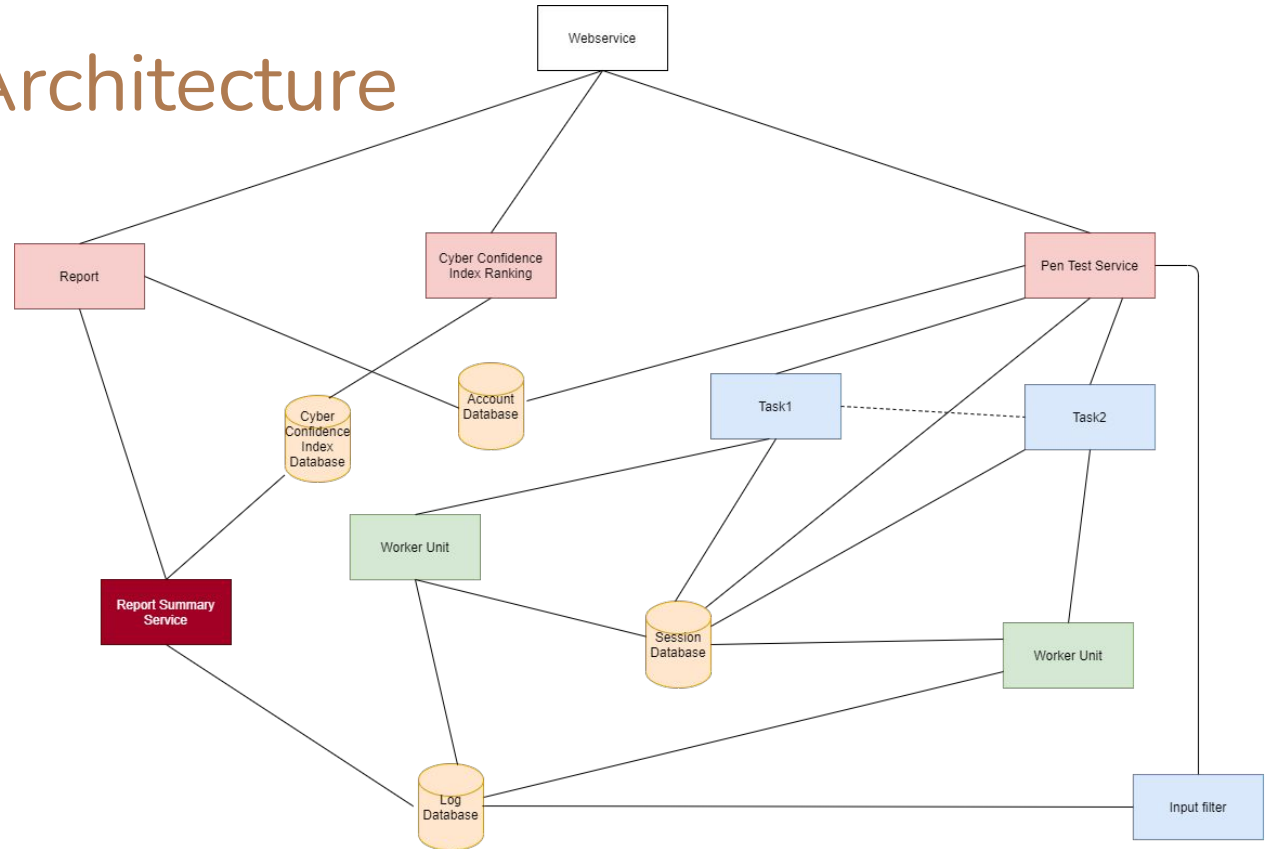 Architecture
Webservice
Report
Cyber Confidence
Index Ranking
Pen Test Service
Cyber
Confidence
Index
Database
Account
Database
Task1
Task2
Worker Unit
Report Summary
Service
Session
Database
Worker Unit
Log
Database
Input filter